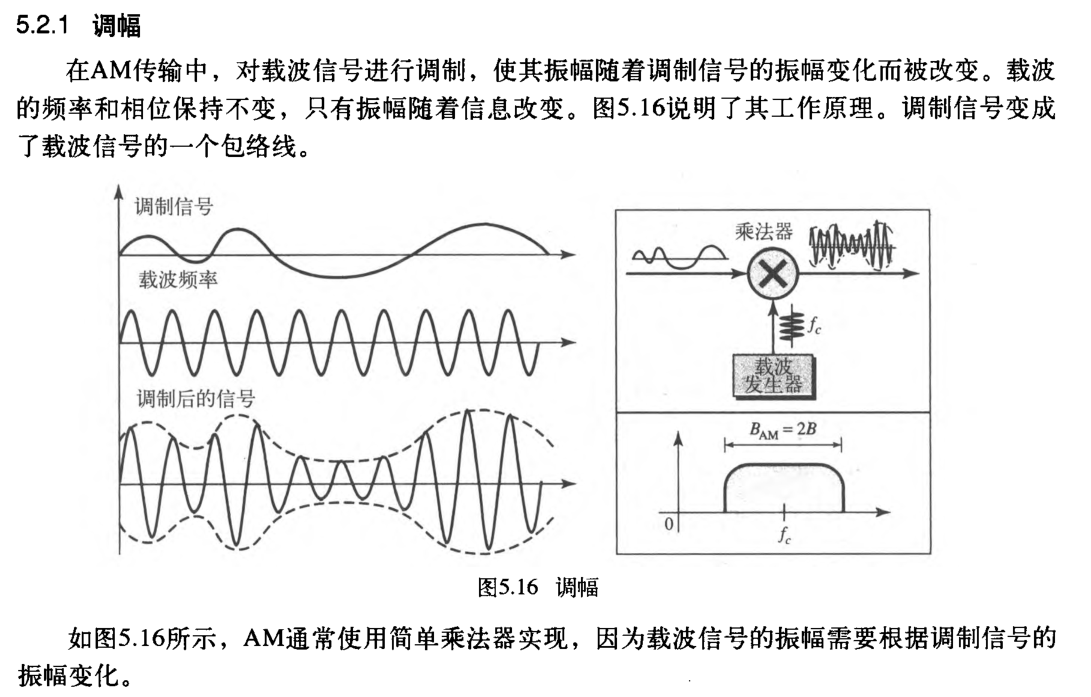 5.2.1 调幅
在AM传输中，对载波信号进行调制，使其振幅随着调制信号的振幅变化而被改变。载波
的频率和相位保持不变，只有振幅随着信息改变。图5.16说明了其工作原理。调制信号变成
了载波信号的一个包络线。
调制信号
载波频率
调制后的信号
乘法器
fc
载波
发生器
BAM = 2B
0
fc
图5.16 调幅
如图5.16所示，AM通常使用简单乘法器实现，因为载波信号的振幅需要根据调制信号的
振幅变化。